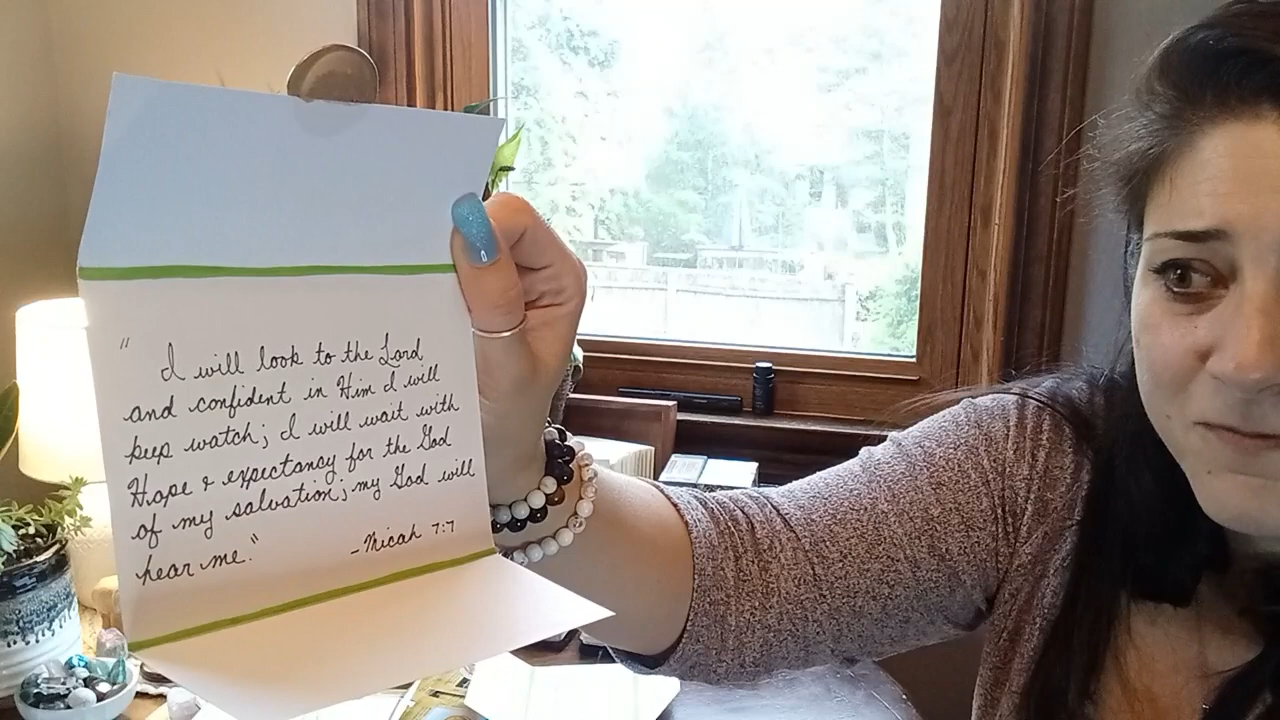 "
I will look to the Lord
and confident in Him I will
keep watch; I will wait with
Hope & expectancy for the God
of my salvation; my God will
hear me."
- Micah 7:7